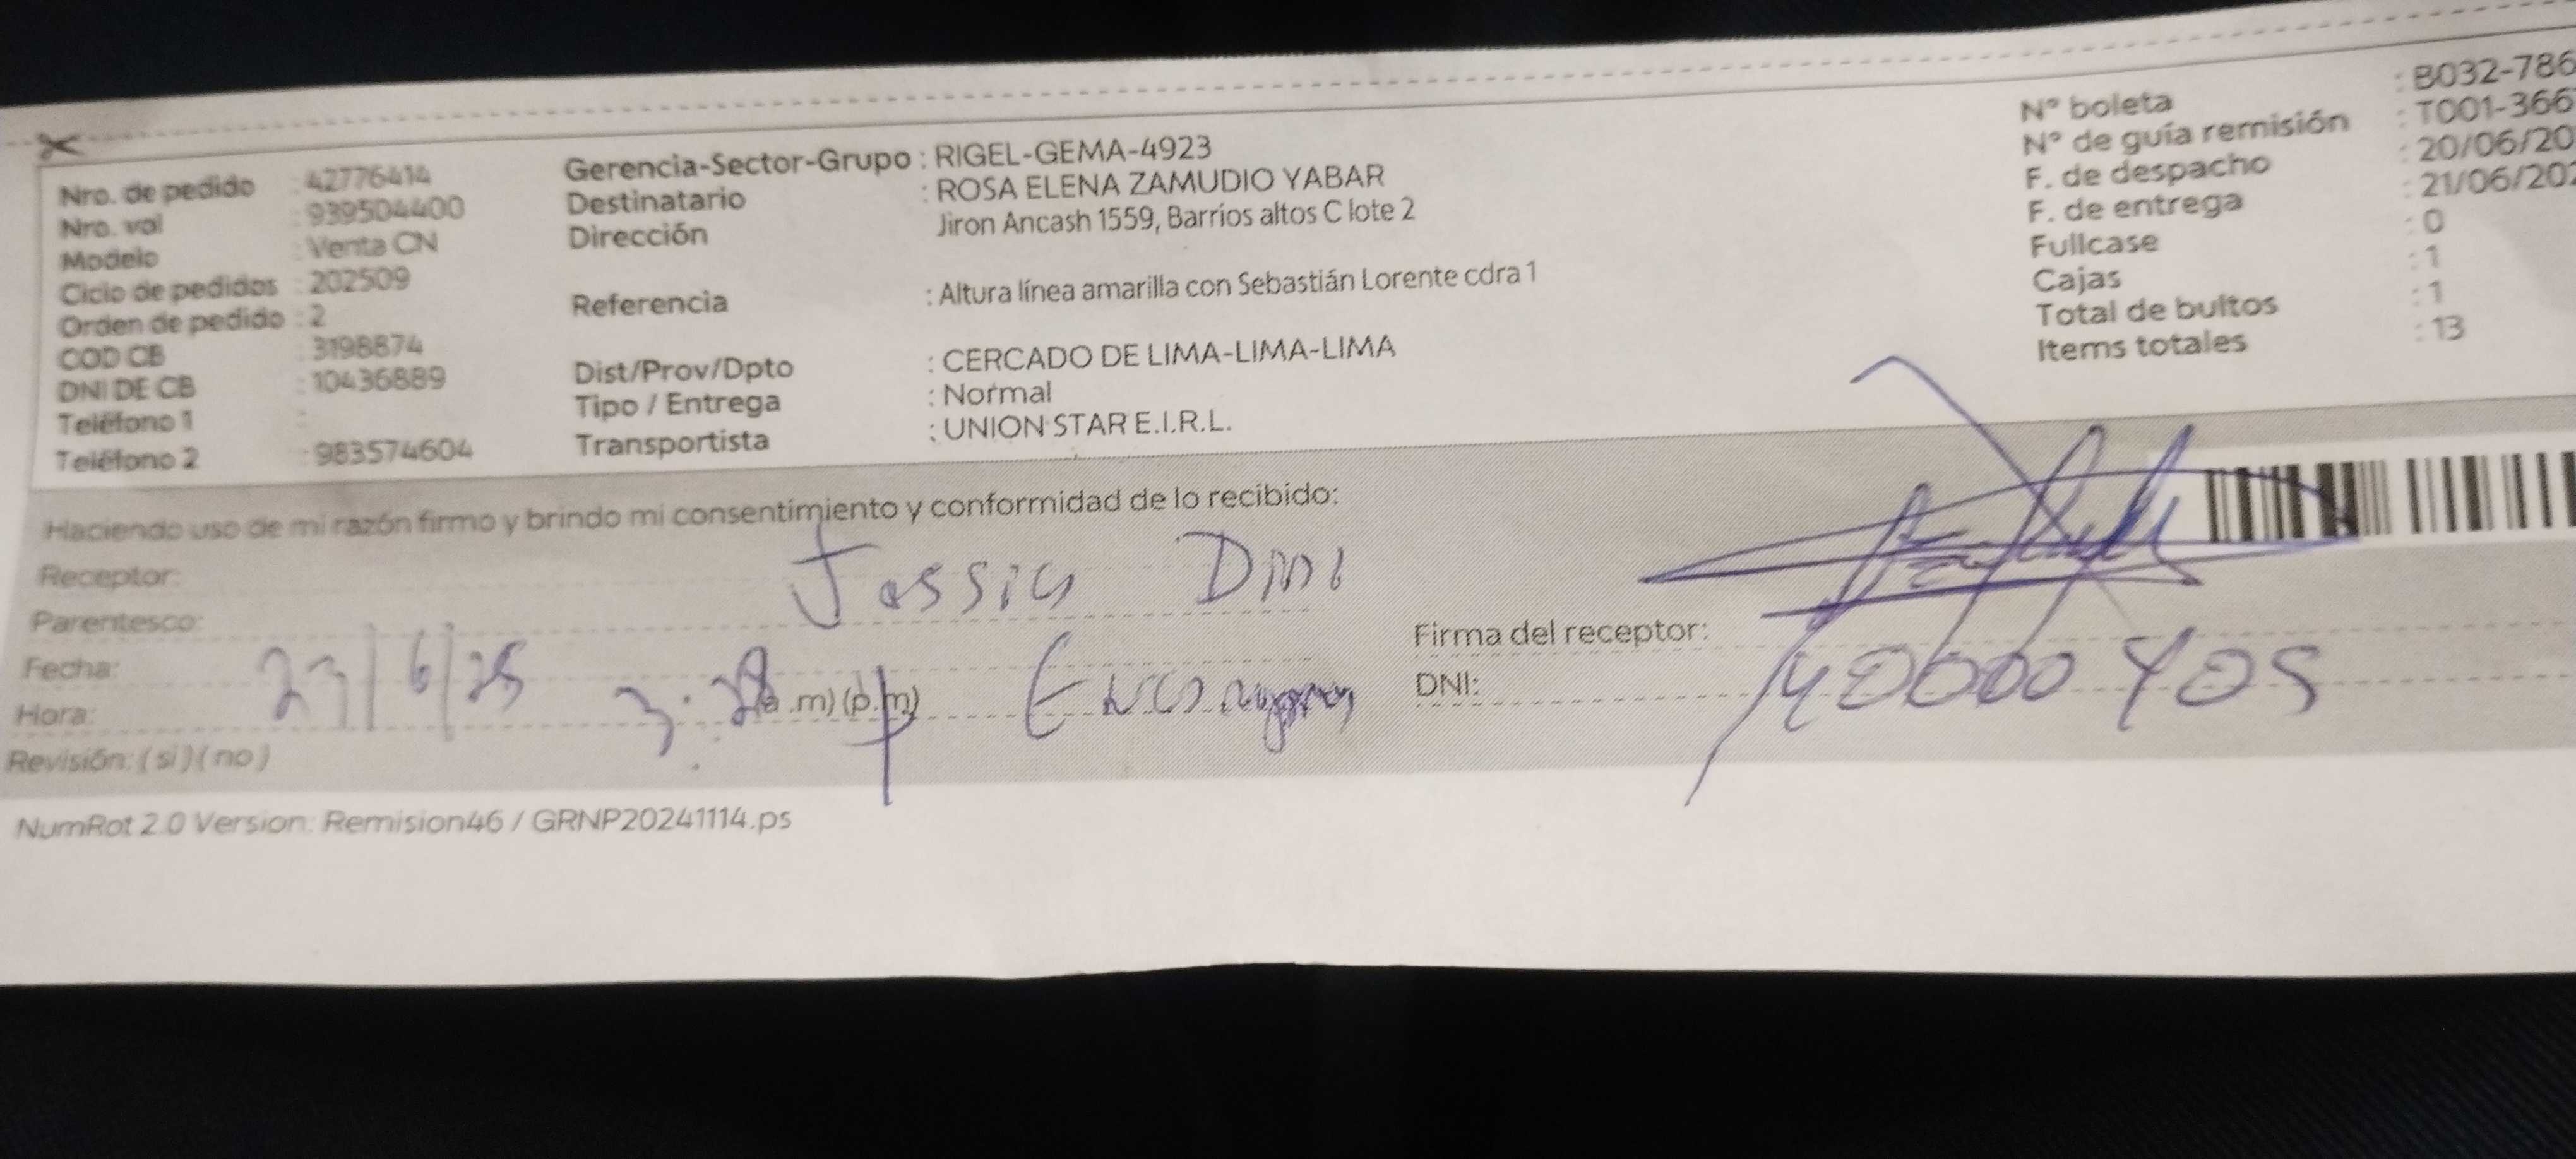 Nro. de pedido : 42776414
Nro. val : 939504400
Modelo : Venta CN
Ciclo de pedidos : 202509
Orden de pedido : 2
COD CB : 3198874
DNI DE CB : 10436889
Teléfono 1 :
Teléfono 2 : 983574604
Gerencia-Sector-Grupo : RIGEL-GEMA-4923
Destinatario : ROSA ELENA ZAMUDIO YABAR
Dirección Jiron Ancash 1559, Barrios altos C lote 2
Referencia : Altura línea amarilla con Sebastián Lorente cdra 1
Dist/Prov/Dpto : CERCADO DE LIMA-LIMA-LIMA
Tipo / Entrega : Normal
Transportista : UNION STAR E.I.R.L.
N° boleta : B032-786
N° de guía remisión : T001-366
F. de despacho : 20/06/20
F. de entrega : 21/06/202
Fullcase : 0
Cajas : 1
Total de bultos : 1
Items totales : 13
Haciendo uso de mi razón firmo y brindo mi consentimiento y conformidad de lo recibido:
Receptor:
Parentesco:
Fecha: 23/6/25
Hora: 3:28 (a.m) (p.m)
Revisión: ( si ) ( no )
Firma del receptor:
DNI:
NumRot 2.0 Version: Remision46 / GRNP20241114.ps